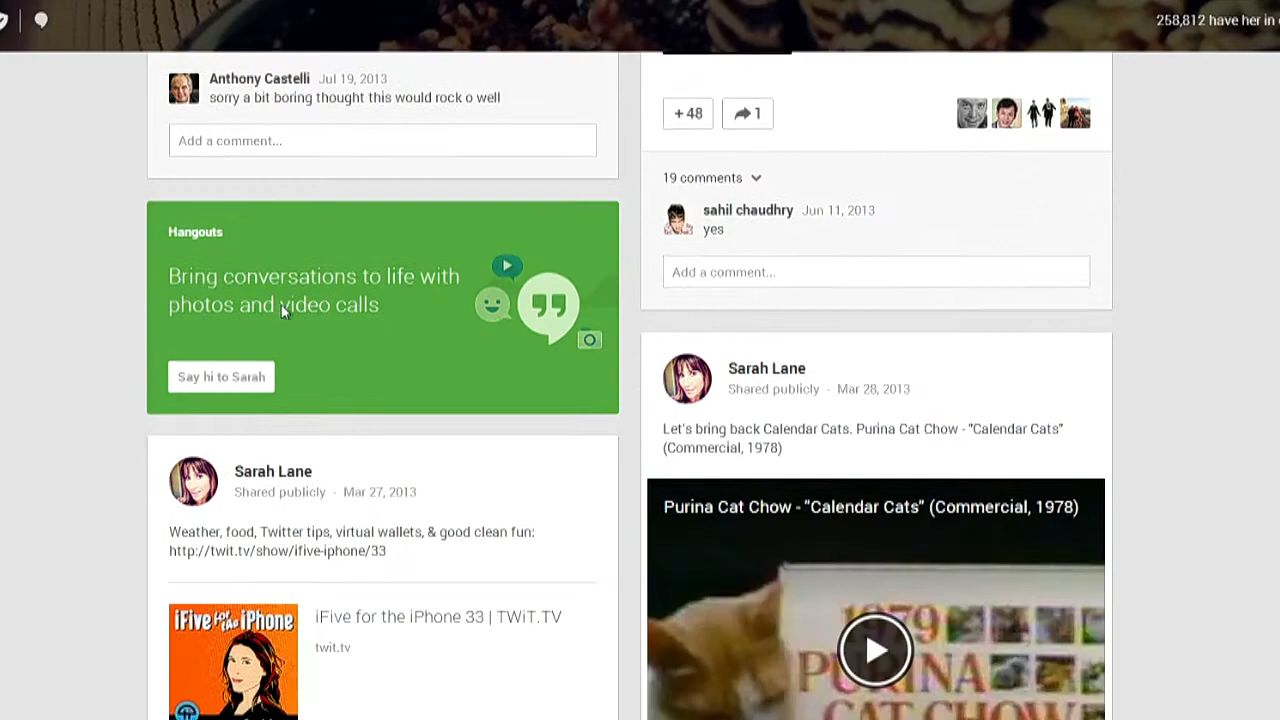 258,812 have her in
Anthony Castelli Jul 19, 2013
sorry a bit boring thought this would rock o well
Add a comment...
Hangouts
Bring conversations to life with
photos and video calls
Say hi to Sarah
Sarah Lane
Shared publicly - Mar 27, 2013
Weather, food, Twitter tips, virtual wallets, & good clean fun:
http://twit.tv/show/ifive-iphone/33
iFive for the iPhone
iFive for the iPhone 33 | TWiT.TV
twit.tv
+48
1
19 comments
sahil chaudhry Jun 11, 2013
yes
Add a comment...
Sarah Lane
Shared publicly - Mar 28, 2013
Let's bring back Calendar Cats. Purina Cat Chow - "Calendar Cats"
(Commercial, 1978)
Purina Cat Chow - "Calendar Cats" (Commercial, 1978)
1979
PURINA
CAT CHOW